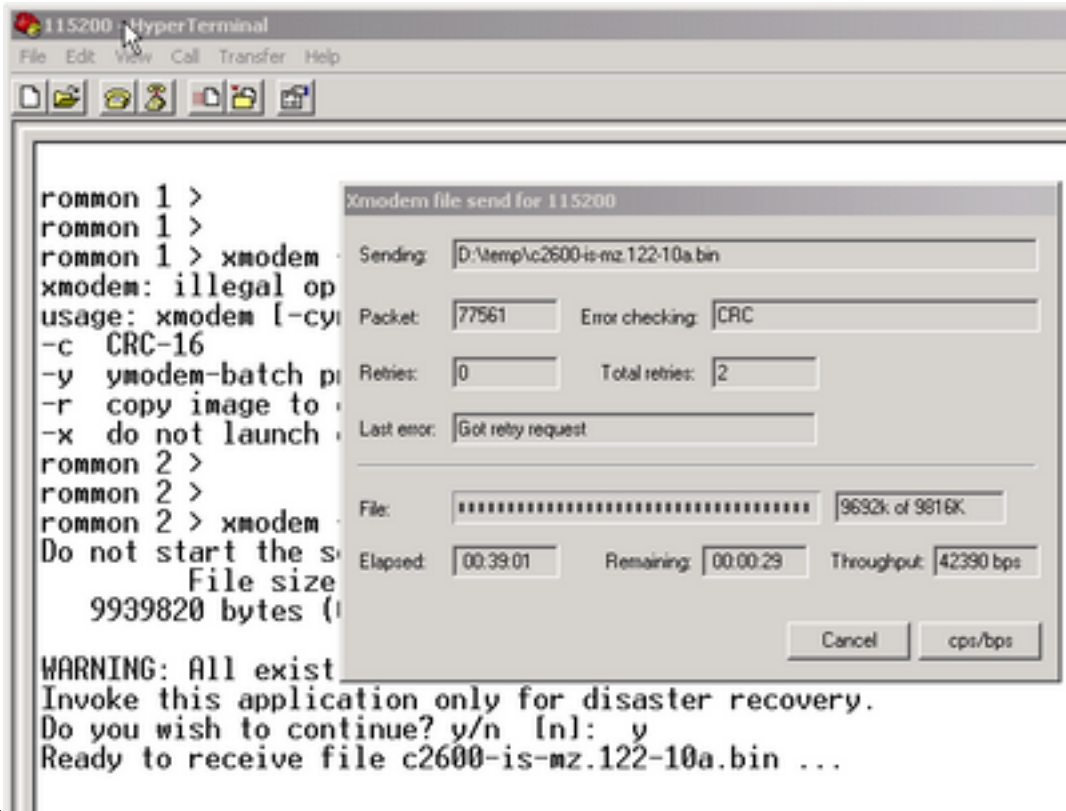 115200 - HyperTerminal
File Edit View Call Transfer Help
rommon 1 >
rommon 1 >
rommon 1 > xmodem -
xmodem: illegal op
usage: xmodem [-cy
-c CRC-16
-y ymodem-batch p
-r copy image to
-x do not launch
rommon 2 >
rommon 2 >
rommon 2 > xmodem -
Do not start the s
File size
9939820 bytes (
WARNING: All exist
Invoke this application only for disaster recovery.
Do you wish to continue? y/n [n]: y
Ready to receive file c2600-is-mz.122-10a.bin ...
Xmodem file send for 115200
Sending: D:\temp\c2600-is-mz.122-10a.bin
Packet: 77561 Error checking: CRC
Retries: 0 Total retries: 2
Last error: Got retry request
File: 9692k of 9816K
Elapsed: 00:39:01 Remaining: 00:00:29 Throughput: 42390 bps
Cancel cps/bps